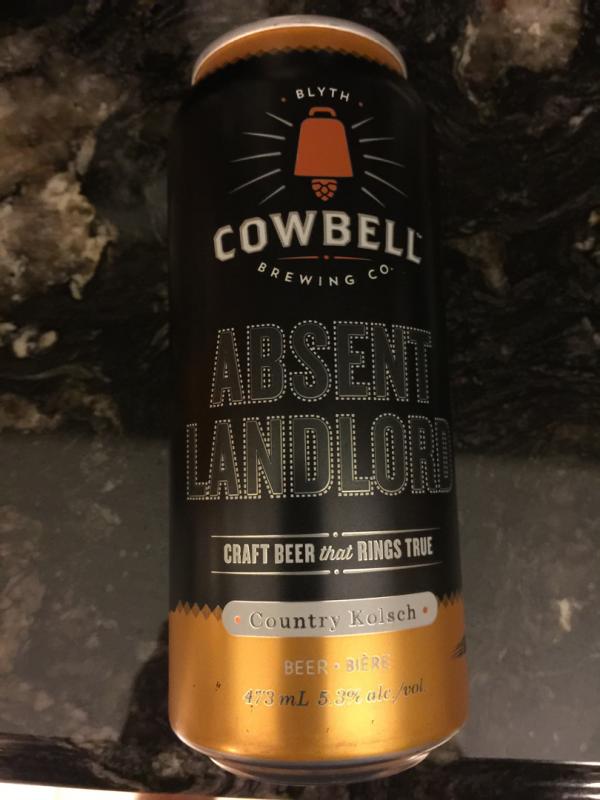 • BLYTH •
COWBELL™
BREWING CO.
ABSENT
LANDLORD
CRAFT BEER that RINGS TRUE
• Country Kolsch •
BEER • BIÈRE
473 mL 5.3% alc./vol.